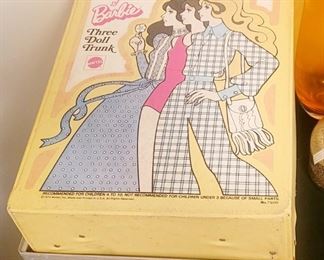 Barbie
Three
Doll
Trunk
MATTEL
RECOMMENDED FOR CHILDREN 4 TO 10. NOT RECOMMENDED FOR CHILDREN UNDER 3 BECAUSE OF SMALL PARTS.